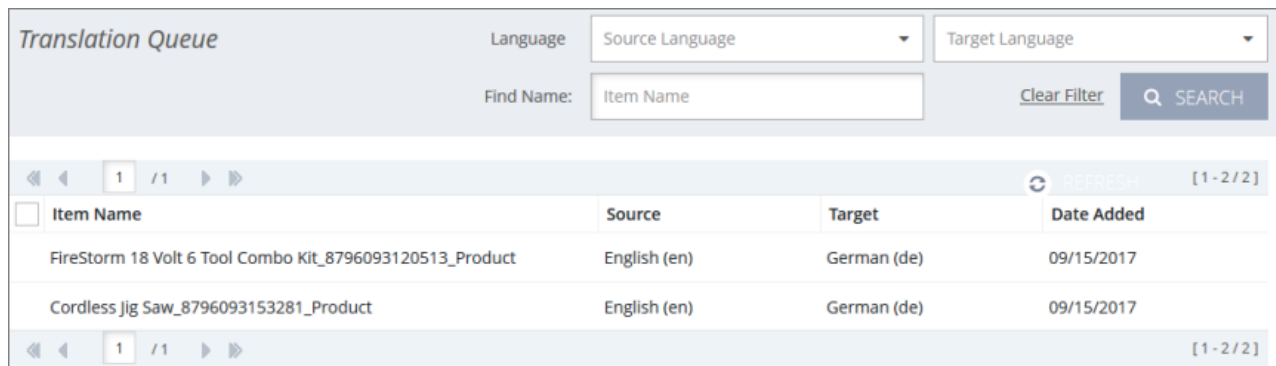 Translation Queue Language Source Language Target Language
Find Name: Item Name Clear Filter SEARCH
1 /1 REFRESH [1 - 2 / 2]
Item Name Source Target Date Added
FireStorm 18 Volt 6 Tool Combo Kit_8796093120513_Product English (en) German (de) 09/15/2017
Cordless Jig Saw_8796093153281_Product English (en) German (de) 09/15/2017
1 /1 [1 - 2 / 2]